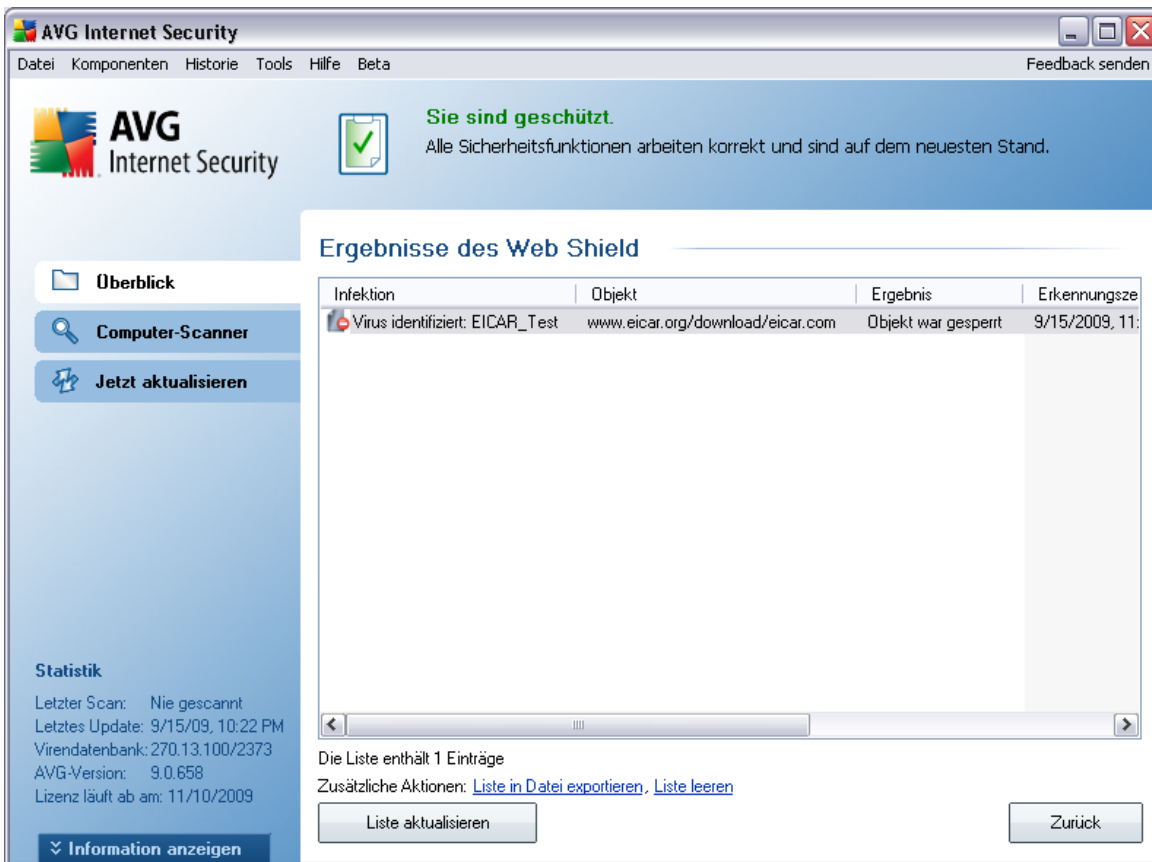 AVG Internet Security
Datei Komponenten Historie Tools Hilfe Beta Feedback senden
AVG
Internet Security
Sie sind geschützt.
Alle Sicherheitsfunktionen arbeiten korrekt und sind auf dem neuesten Stand.
Überblick
Computer-Scanner
Jetzt aktualisieren
Ergebnisse des Web Shield
Infektion Objekt Ergebnis Erkennungsze
Virus identifiziert: EICAR_Test www.eicar.org/download/eicar.com Objekt war gesperrt 9/15/2009, 11:
Statistik
Letzter Scan: Nie gescannt
Letztes Update: 9/15/09, 10:22 PM
Virendatenbank: 270.13.100/2373
AVG-Version: 9.0.658
Lizenz läuft ab am: 11/10/2009
Information anzeigen
Die Liste enthält 1 Einträge
Zusätzliche Aktionen: Liste in Datei exportieren, Liste leeren
Liste aktualisieren Zurück